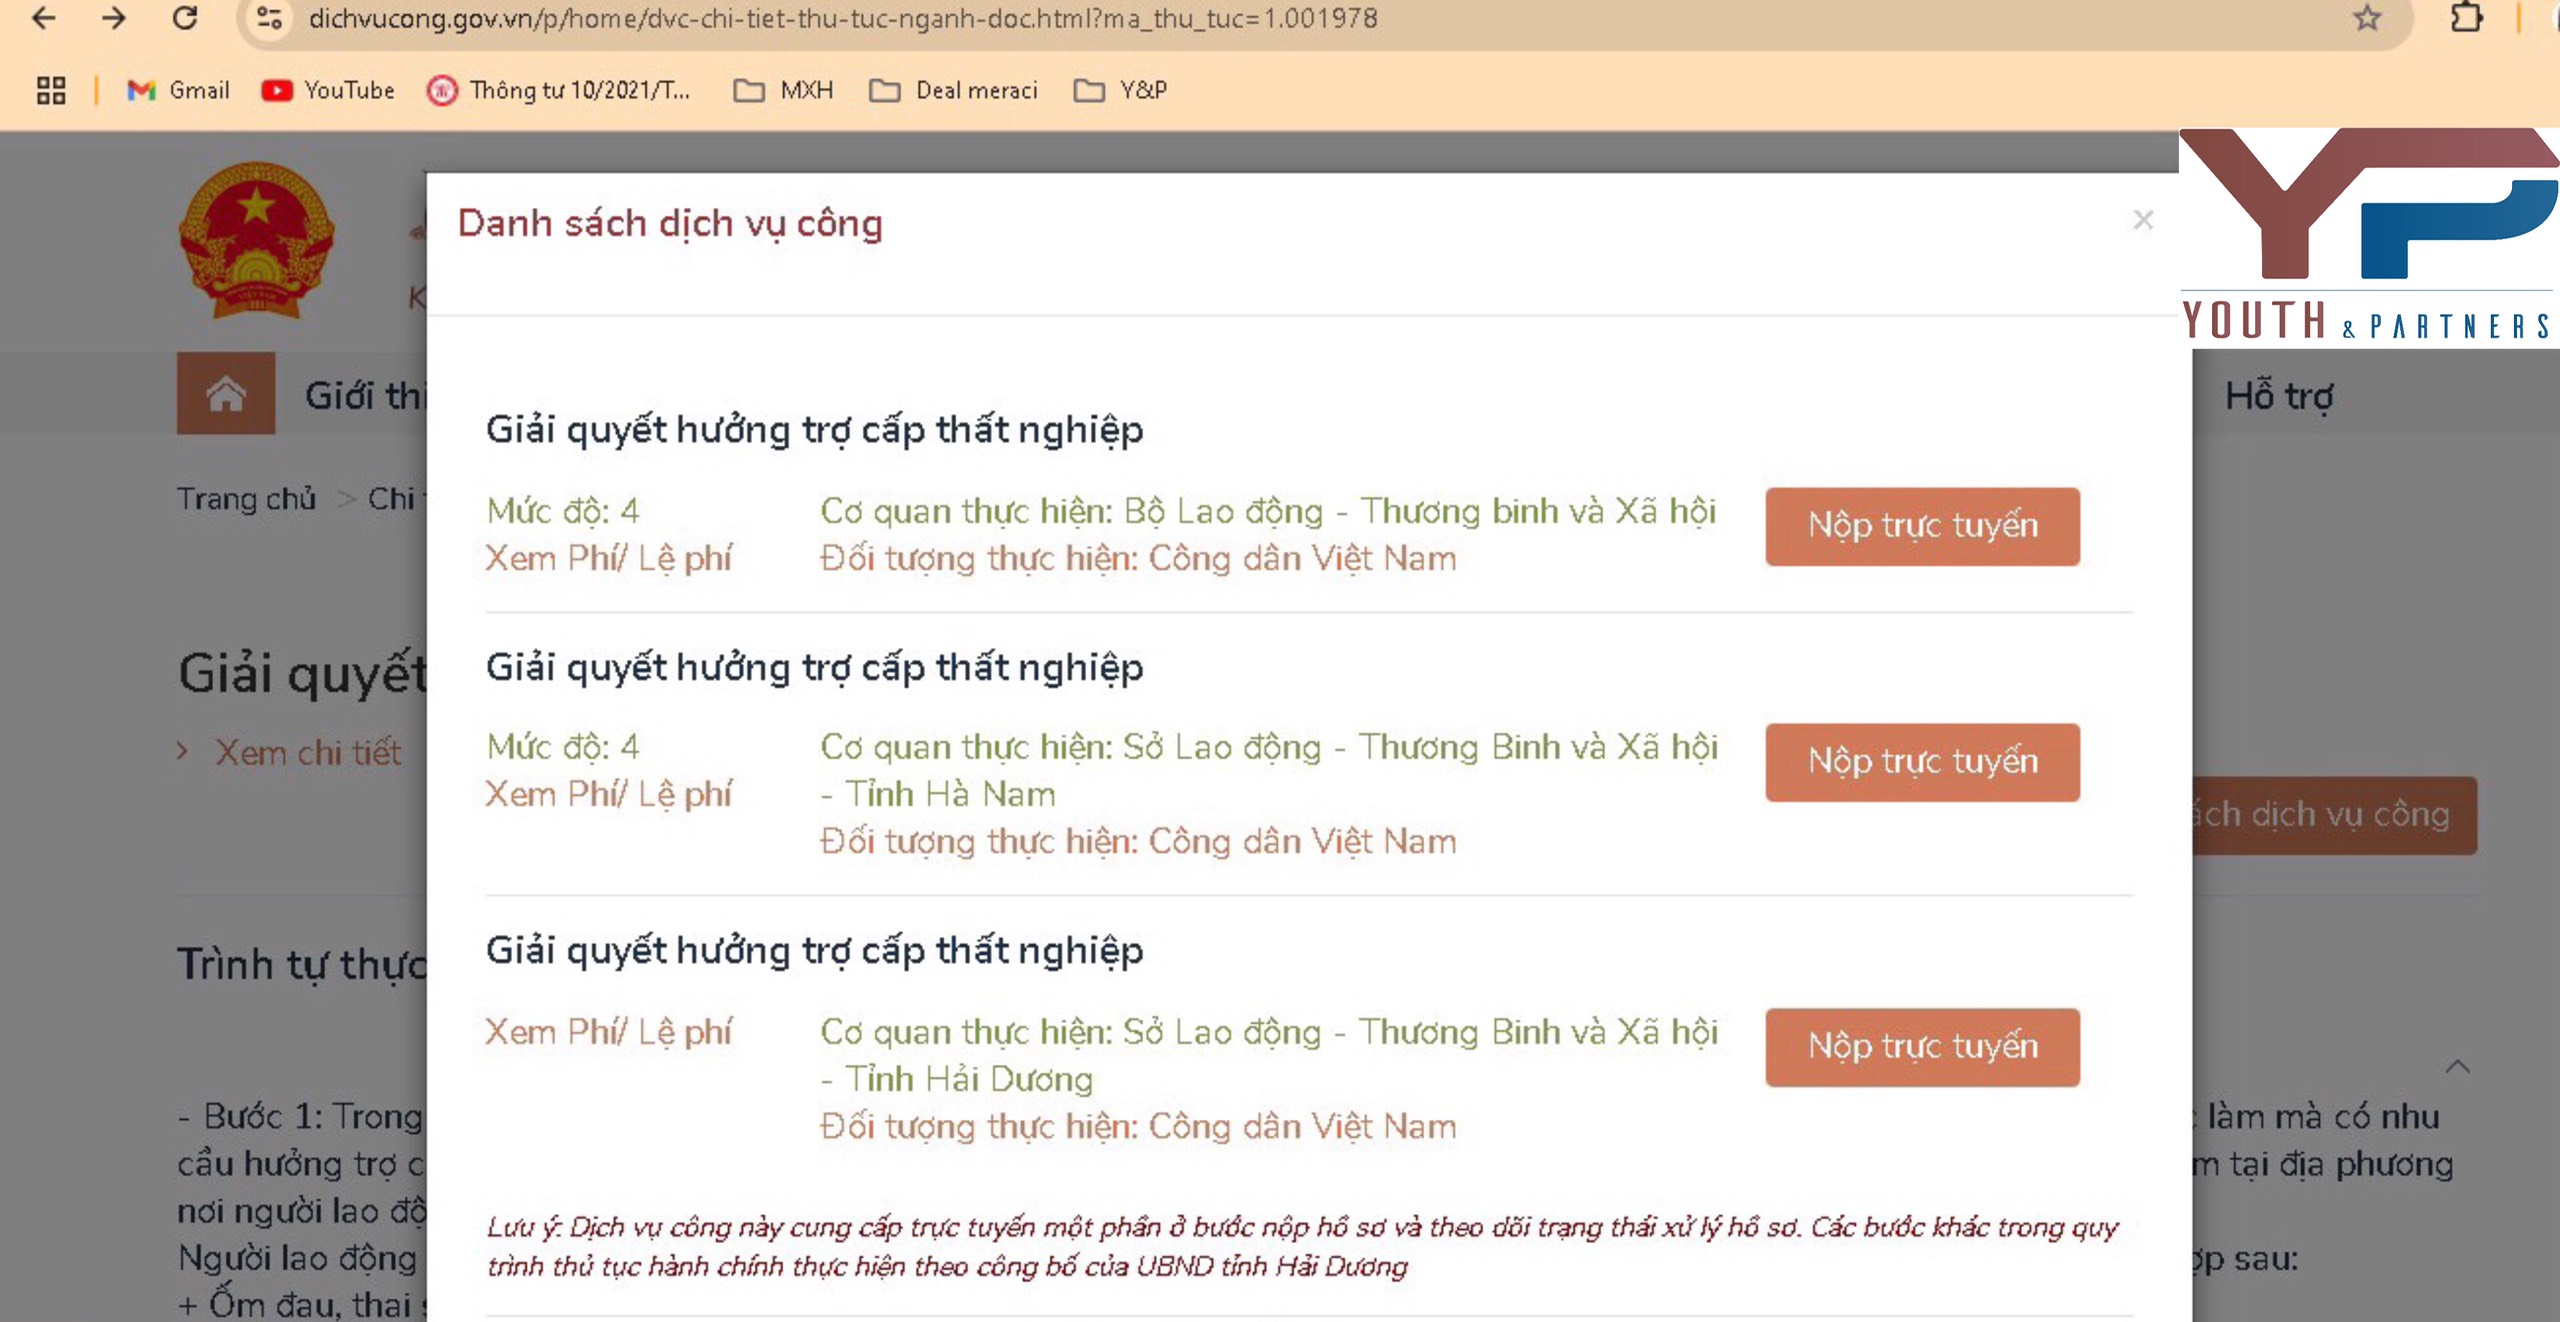 dichvucong.gov.vn/p/home/dvc-chi-tiet-thu-tuc-nganh-doc.html?ma_thu_tuc=1.001978
Gmail YouTube Thông tư 10/2021/T... MXH Deal meraci Y&P
YOUTH & PARTNERS
Danh sách dịch vụ công
Giới thi
Hỗ trợ
Trang chủ > Chi
Giải quyết
Xem chi tiết
ách dịch vụ công
Trình tự thực
- Bước 1: Trong
làm mà có nhu
cầu hưởng trợ c
m tại địa phương
nơi người lao độ
Người lao động
ợp sau:
+ Ốm đau, thai
Giải quyết hưởng trợ cấp thất nghiệp
Mức độ: 4
Xem Phí/ Lệ phí
Cơ quan thực hiện: Bộ Lao động - Thương binh và Xã hội
Đối tượng thực hiện: Công dân Việt Nam
Nộp trực tuyến
Giải quyết hưởng trợ cấp thất nghiệp
Mức độ: 4
Xem Phí/ Lệ phí
Cơ quan thực hiện: Sở Lao động - Thương Binh và Xã hội
- Tỉnh Hà Nam
Đối tượng thực hiện: Công dân Việt Nam
Nộp trực tuyến
Giải quyết hưởng trợ cấp thất nghiệp
Xem Phí/ Lệ phí
Cơ quan thực hiện: Sở Lao động - Thương Binh và Xã hội
- Tỉnh Hải Dương
Đối tượng thực hiện: Công dân Việt Nam
Nộp trực tuyến
Lưu ý: Dịch vụ công này cung cấp trực tuyến một phần ở bước nộp hồ sơ và theo dõi trạng thái xử lý hồ sơ. Các bước khác trong quy
trình thủ tục hành chính thực hiện theo công bố của UBND tỉnh Hải Dương